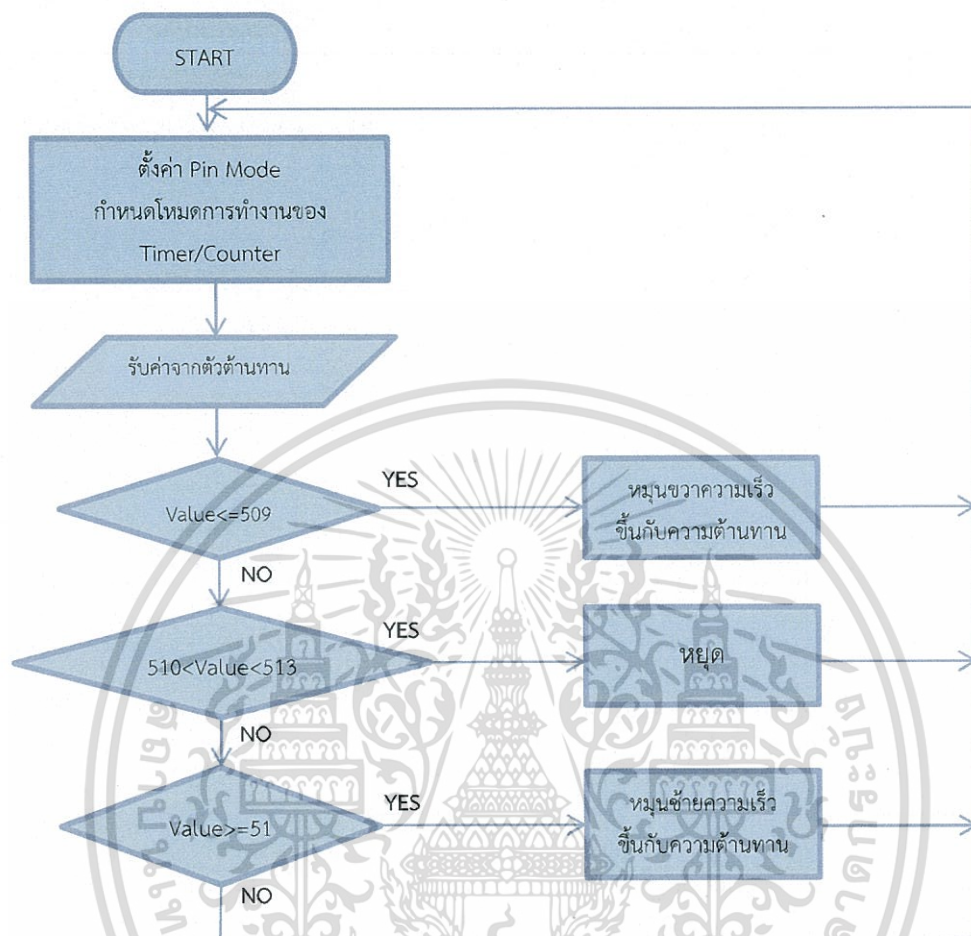 START
ตั้งค่า Pin Mode
กำหนดโหมดการทำงานของ
Timer/Counter
รับค่าจากตัวต้านทาน
Value<=509
YES
หมุนขวาความเร็ว
ขึ้นกับความต้านทาน
NO
510<Value<513
YES
หยุด
NO
Value>=51
YES
หมุนซ้ายความเร็ว
ขึ้นกับความต้านทาน
NO